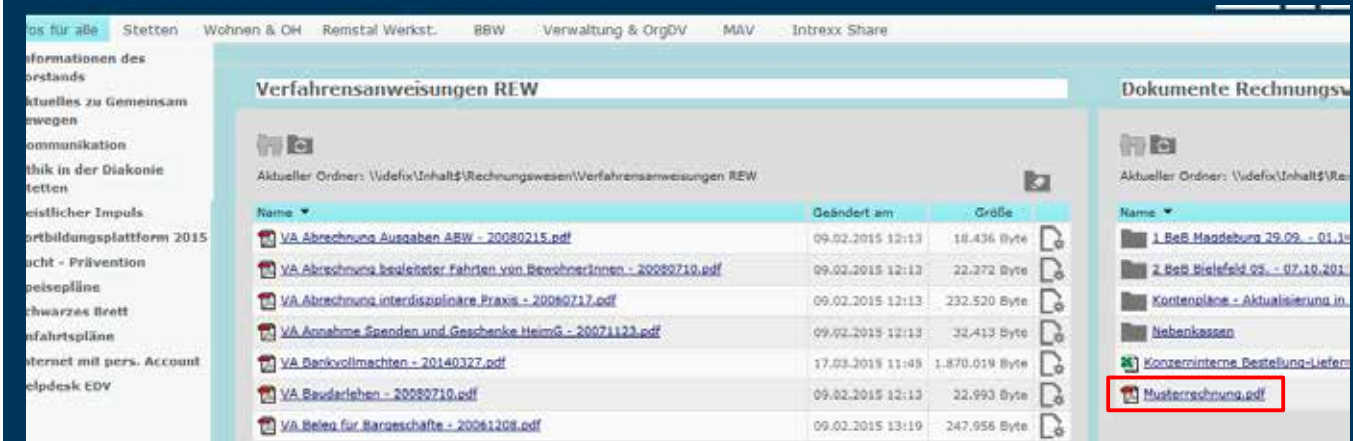 os für alle Stetten Wohnen & OH Remstal Werkst. BBW Verwaltung & OrgDV MAV Intrexx Share
nformationen des
orstands
ktuelles zu Gemeinsam
ewegen
ommunikation
thik in der Diakonie
tetten
eistlicher Impuls
ortbildungsplattform 2015
ucht - Prävention
peisepläne
chwarzes Brett
nfahrtspläne
nternet mit pers. Account
elpdesk EDV
Verfahrensanweisungen REW
Aktueller Ordner: \\idefix\Inhalt$\Rechnungswesen\Verfahrensanweisungen REW
Name Geändert am Größe
VA Abrechnung Ausgaben ABW - 20080215.pdf 09.02.2015 12:13 18.436 Byte
VA Abrechnung begleiteter Fahrten von BewohnerInnen - 20080710.pdf 09.02.2015 12:13 22.372 Byte
VA Abrechnung interdisziplinäre Praxis - 20080717.pdf 09.02.2015 12:13 232.520 Byte
VA Annahme Spenden und Geschenke HeimG - 20071123.pdf 09.02.2015 12:13 32.413 Byte
VA Bankvollmachten - 20140327.pdf 17.03.2015 11:45 1.870.019 Byte
VA Baudarlehen - 20080710.pdf 09.02.2015 12:13 22.993 Byte
VA Beleg für Bargeschäfte - 20061208.pdf 09.02.2015 13:19 247.956 Byte
Dokumente Rechnungsw
Aktueller Ordner: \\idefix\Inhalt$\Re
Name
1 BeB Magdeburg 29.09. - 01.1
2 BeB Bielefeld 05. - 07.10.201
Kontenpläne - Aktualisierung in
Nebenkassen
Konzerninterne Bestellung-Liefer
Musterrechnung.pdf